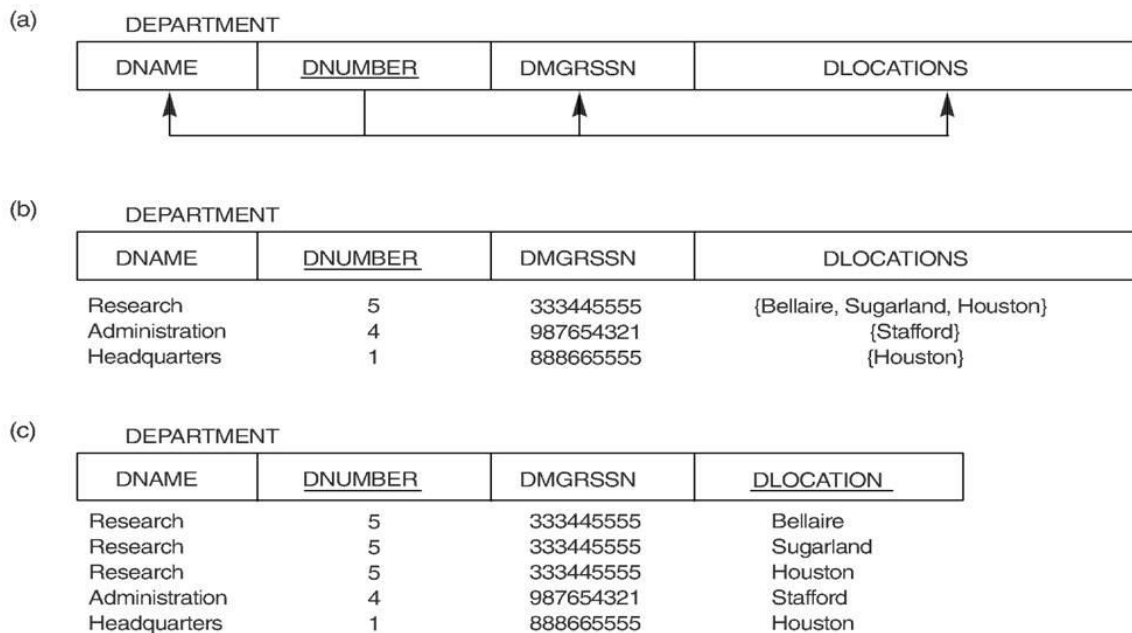 (a)
DEPARTMENT
DNAME DNUMBER DMGRSSN DLOCATIONS
(b)
DEPARTMENT
DNAME DNUMBER DMGRSSN DLOCATIONS
Research 5 333445555 {Bellaire, Sugarland, Houston}
Administration 4 987654321 {Stafford}
Headquarters 1 888665555 {Houston}
(c)
DEPARTMENT
DNAME DNUMBER DMGRSSN DLOCATION
Research 5 333445555 Bellaire
Research 5 333445555 Sugarland
Research 5 333445555 Houston
Administration 4 987654321 Stafford
Headquarters 1 888665555 Houston